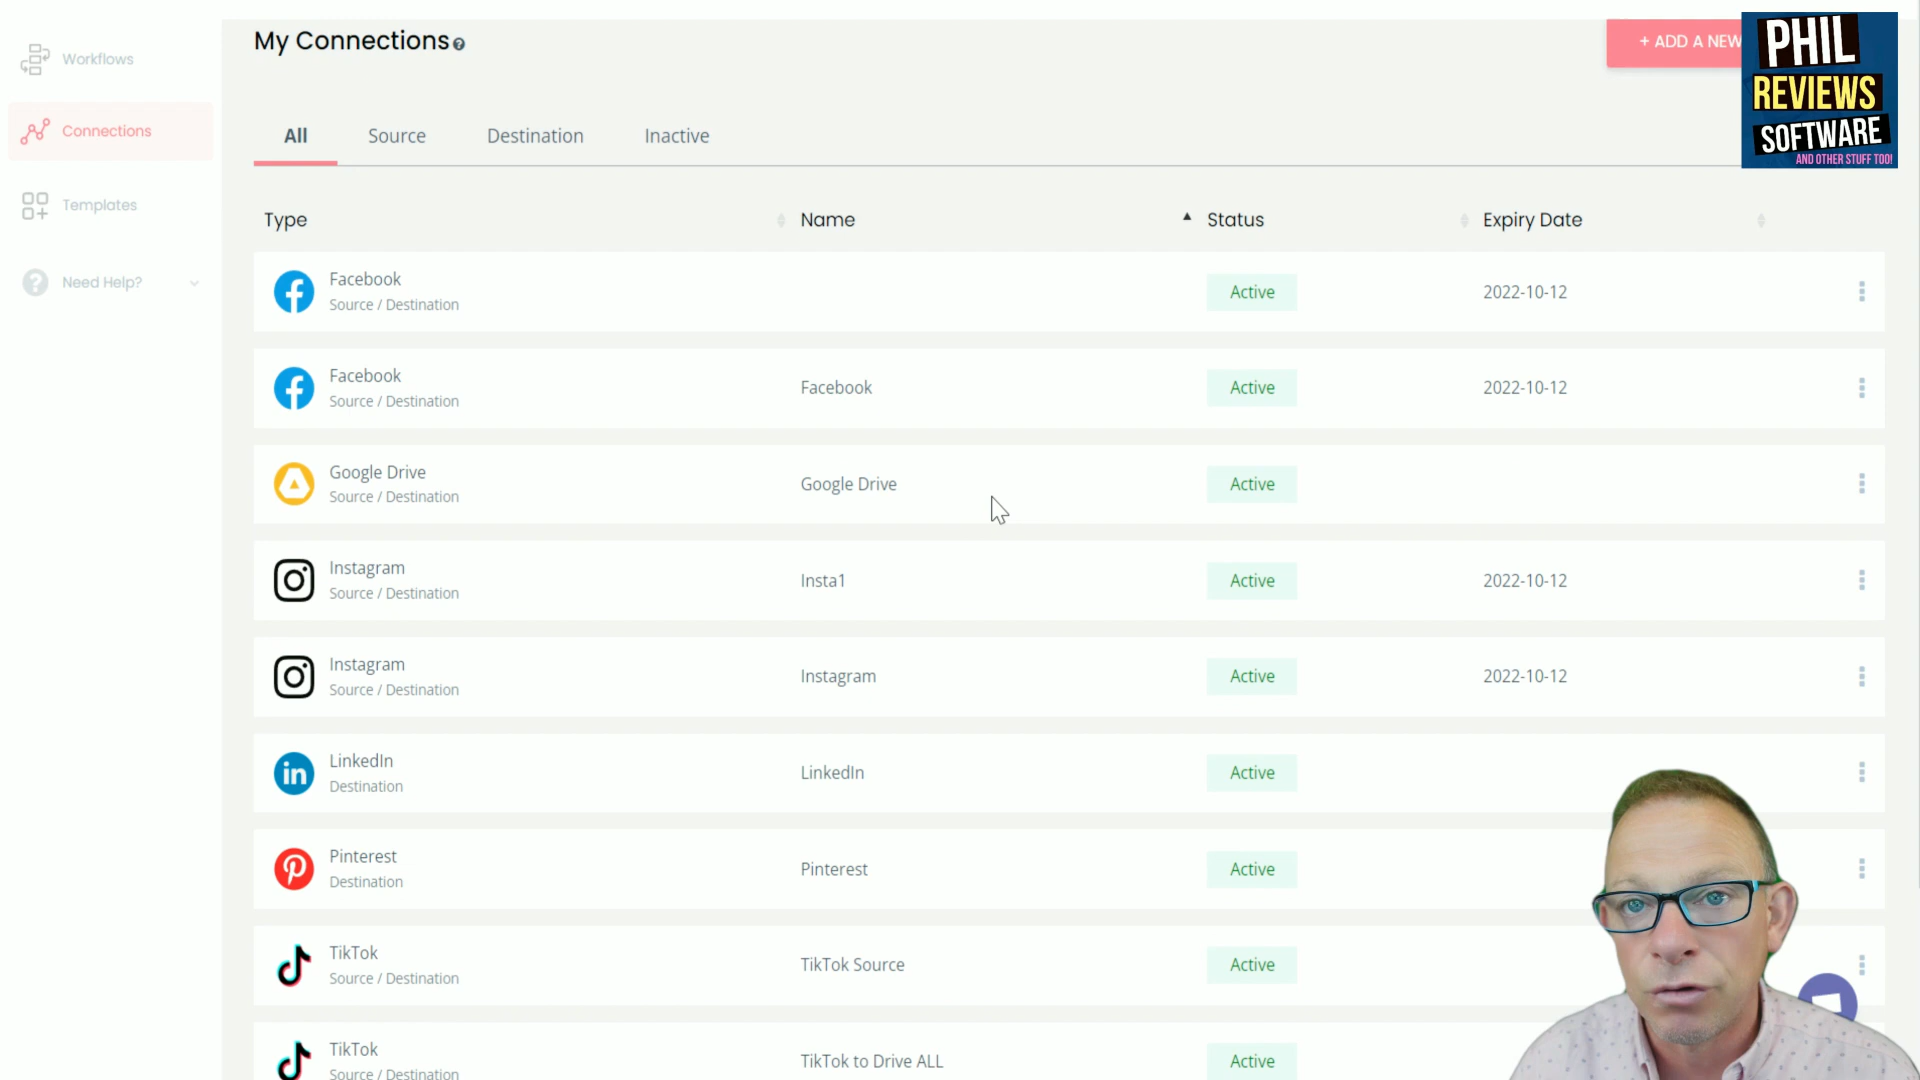 My Connections
+ ADD A NEW
PHIL
REVIEWS
SOFTWARE
AND OTHER STUFF TOO!
Workflows
Connections
Templates
Need Help?
All Source Destination Inactive
Type Name Status Expiry Date
Facebook
Source / Destination
Active 2022-10-12
Facebook
Source / Destination
Facebook Active 2022-10-12
Google Drive
Source / Destination
Google Drive Active
Instagram
Source / Destination
Insta1 Active 2022-10-12
Instagram
Source / Destination
Instagram Active 2022-10-12
LinkedIn
Destination
LinkedIn Active
Pinterest
Destination
Pinterest Active
TikTok
Source / Destination
TikTok Source Active
TikTok
Source / Destination
TikTok to Drive ALL Active